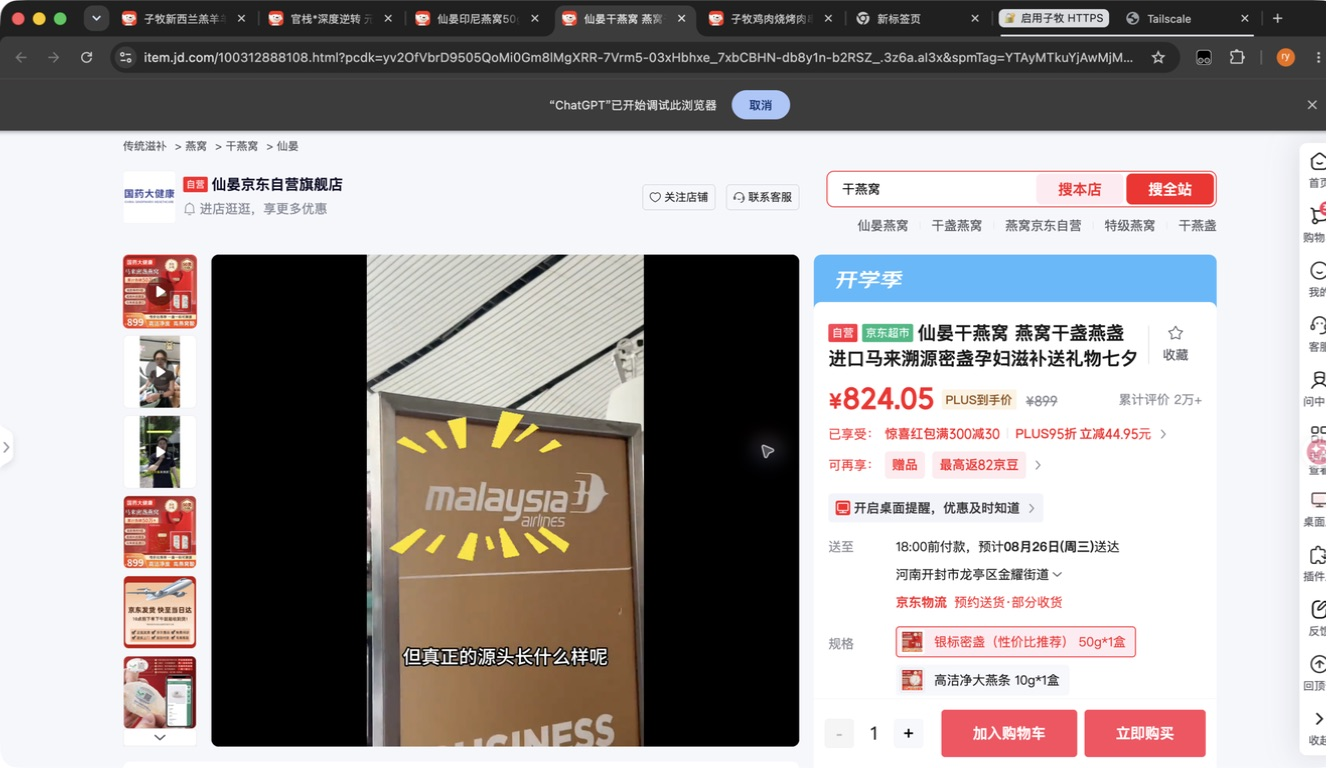 子牧新西兰羔羊
官栈*深度逆转 元
仙晏印尼燕窝50
仙晏干燕窝 燕窝
子牧鸡肉烧烤肉
新标签页
启用子牧 HTTPS
Tailscale
item.jd.com/100312888108.html?pcdk=yv2OfVbrD9505QoMi0Gm8lMgXRR-7Vrm5-03xHbhxe_7xbCBHN-db8y1n-b2RSZ_.3z6a.al3x&spmTag=YTAyMTkuYjAwMjM...
ry
“ChatGPT”已开始调试此浏览器
取消
传统滋补 > 燕窝 > 干燕窝 > 仙晏
国药大健康
自营 仙晏京东自营旗舰店
进店逛逛，享更多优惠
关注店铺
联系客服
干燕窝
搜本店
搜全站
仙晏燕窝
干盏燕窝
燕窝京东自营
特级燕窝
干燕盏
国药大健康
899
国药大健康
899
京东发货 快至当日达
malaysia
airlines
但真正的源头长什么样呢
BUSINESS
开学季
自营 京东超市 仙晏干燕窝 燕窝干盏燕盏
进口马来溯源密盏孕妇滋补送礼物七夕
收藏
¥824.05 PLUS到手价 ¥899
累计评价 2万+
已享受： 惊喜红包满300减30 PLUS95折 立减44.95元
可再享： 赠品 最高返82京豆
开启桌面提醒，优惠及时知道
送至
18:00前付款，预计08月26日(周三)送达
河南开封市龙亭区金耀街道
京东物流 预约送货·部分收货
规格
银标密盏（性价比推荐） 50g*1盒
高洁净大燕条 10g*1盒
- 1 +
加入购物车
立即购买
首页
购物
我的
客服
问中
查看
桌面
插件
反馈
回顶
收起